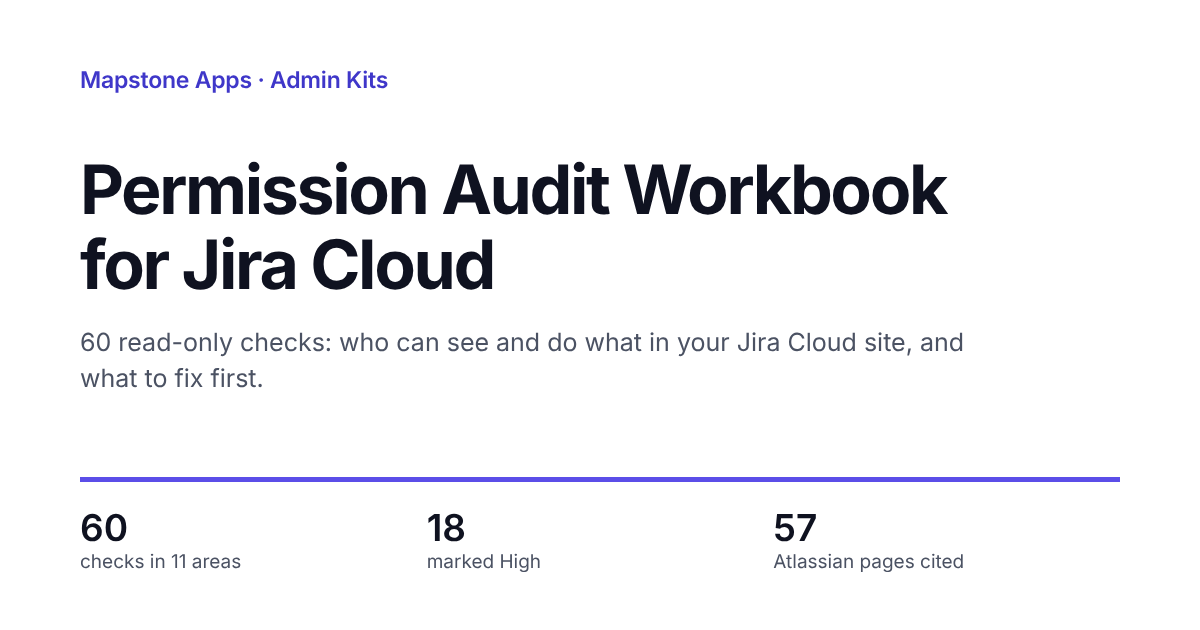 Mapstone Apps · Admin Kits
Permission Audit Workbook
for Jira Cloud
60 read-only checks: who can see and do what in your Jira Cloud site, and
what to fix first.
60
checks in 11 areas
18
marked High
57
Atlassian pages cited